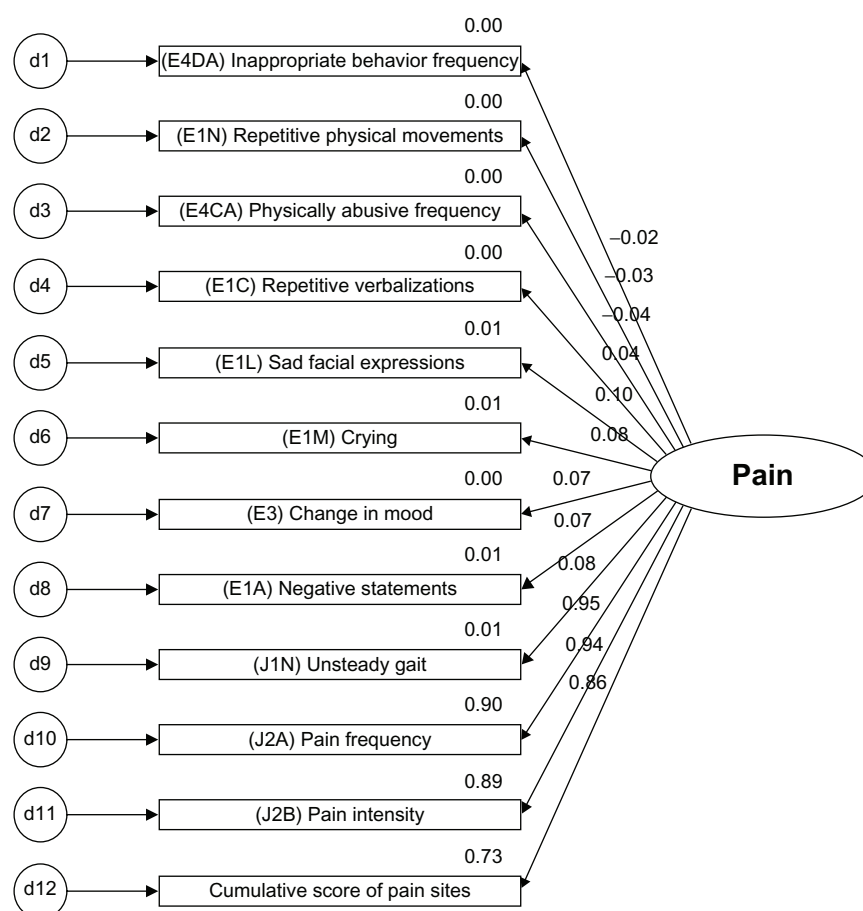 0.00
d1 (E4DA) Inappropriate behavior frequency
0.00
d2 (E1N) Repetitive physical movements
0.00
d3 (E4CA) Physically abusive frequency
–0.02
0.00
d4 (E1C) Repetitive verbalizations
–0.03
–0.04
0.01
d5 (E1L) Sad facial expressions
0.04
0.10
0.01
d6 (E1M) Crying
0.08
Pain
0.00
0.07
d7 (E3) Change in mood
0.07
0.01
d8 (E1A) Negative statements
0.08
0.95
0.01
d9 (J1N) Unsteady gait
0.94
0.86
0.90
d10 (J2A) Pain frequency
0.89
d11 (J2B) Pain intensity
0.73
d12 Cumulative score of pain sites